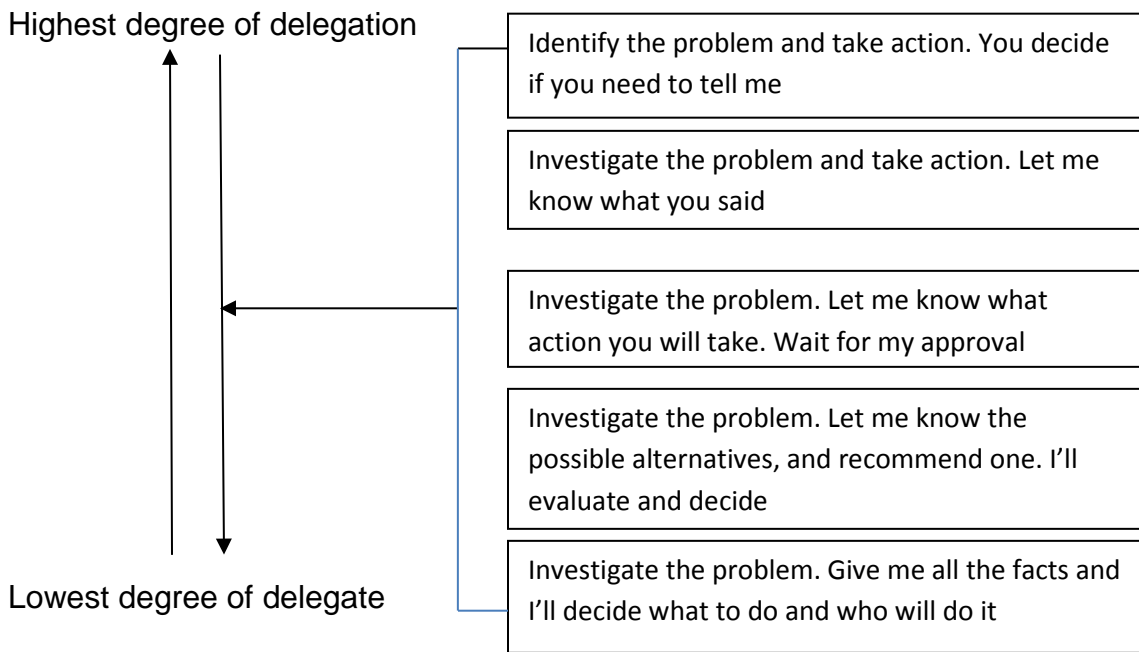 Highest degree of delegation
Identify the problem and take action. You decide
if you need to tell me
Investigate the problem and take action. Let me
know what you said
Investigate the problem. Let me know what
action you will take. Wait for my approval
Investigate the problem. Let me know the
possible alternatives, and recommend one. I’ll
evaluate and decide
Investigate the problem. Give me all the facts and
I’ll decide what to do and who will do it
Lowest degree of delegate